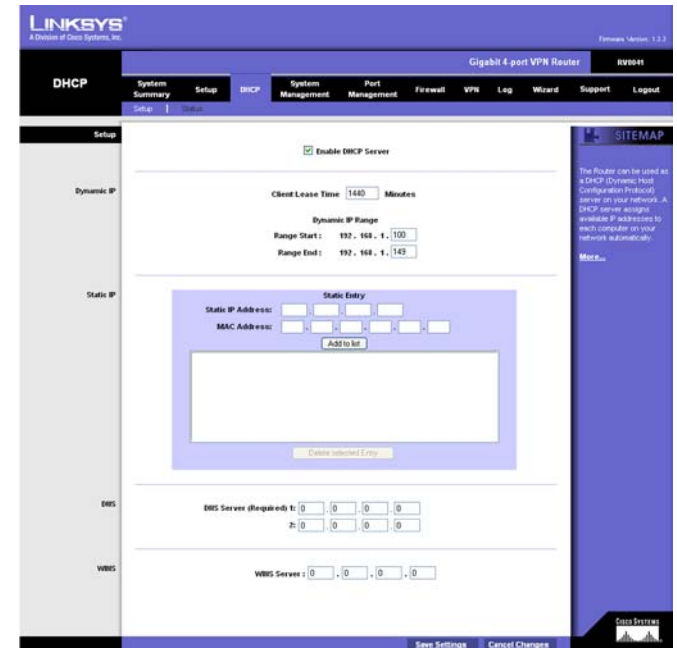 LINKSYS®
A Division of Cisco Systems, Inc.
Firmware Version: 1.2.3
Gigabit 4-port VPN Router
RV0041
DHCP
System Summary
Setup
DHCP
System Management
Port Management
Firewall
VPN
Log
Wizard
Support
Logout
Setup | Status
Setup
SITEMAP
Enable DHCP Server
The Router can be used as
a DHCP (Dynamic Host
Configuration Protocol)
server on your network. A
DHCP server assigns
available IP addresses to
each computer on your
network automatically.
More...
Dynamic IP
Client Lease Time 1440 Minutes
Dynamic IP Range
Range Start : 192 . 168 . 1 . 100
Range End : 192 . 168 . 1 . 149
Static IP
Static Entry
Static IP Address: . . .
MAC Address: . . . . .
Add to list
Delete selected Entry
DNS
DNS Server (Required) 1: 0 . 0 . 0 . 0
2: 0 . 0 . 0 . 0
WINS
WINS Server : 0 . 0 . 0 . 0
Save Settings
Cancel Changes
CISCO SYSTEMS